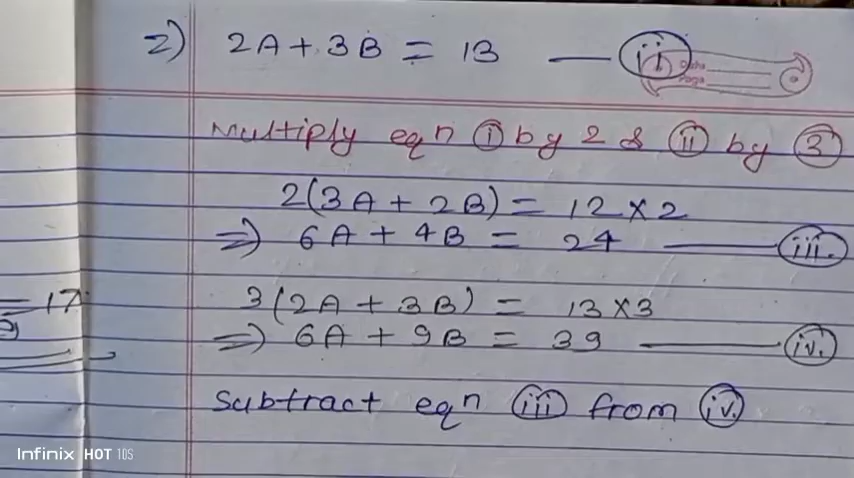 =) 2A + 3B = 13 — (ii)
Multiply eqn (i) by 2 & (ii) by (3)
2(3A + 2B) = 12 × 2
=) 6A + 4B = 24 — (iii.)
= 17
3(2A + 3B) = 13 × 3
=) 6A + 9B = 39 — (iv.)
subtract eqn (iii) from (iv.)
Infinix HOT 10S